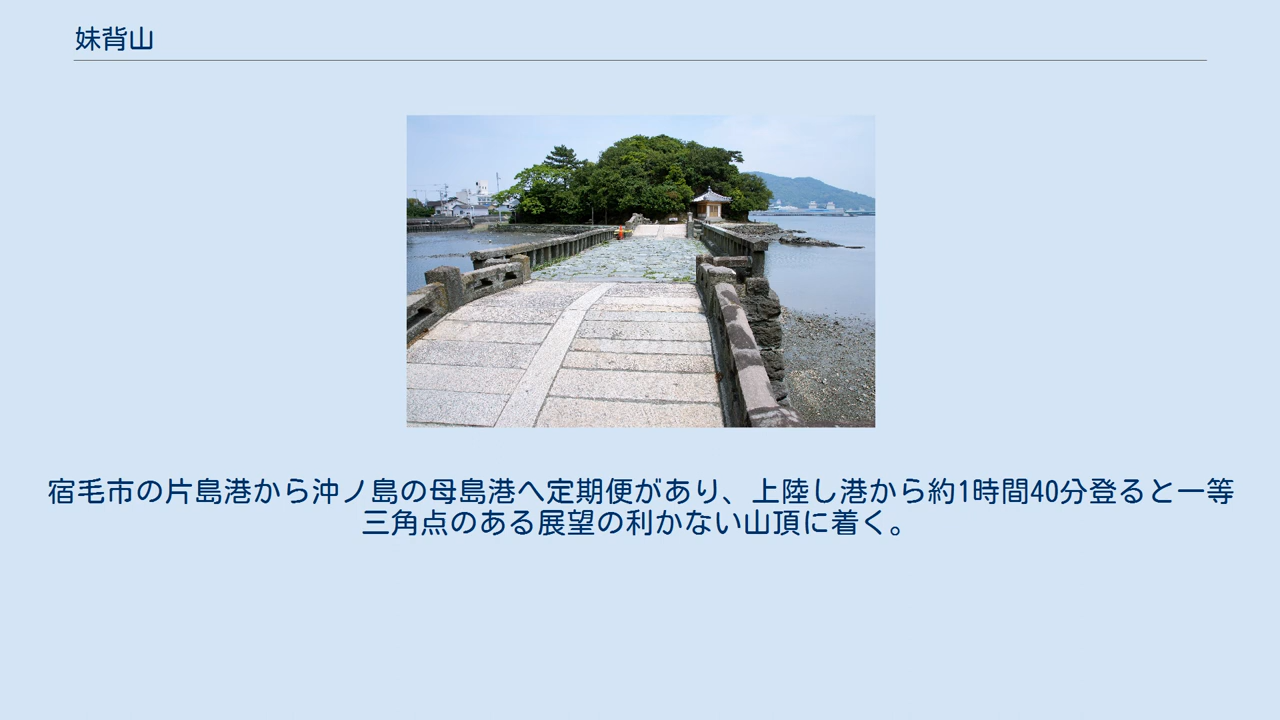 妹背山
宿毛市の片島港から沖ノ島の母島港へ定期便があり、上陸し港から約1時間40分登ると一等
三角点のある展望の利かない山頂に着く。